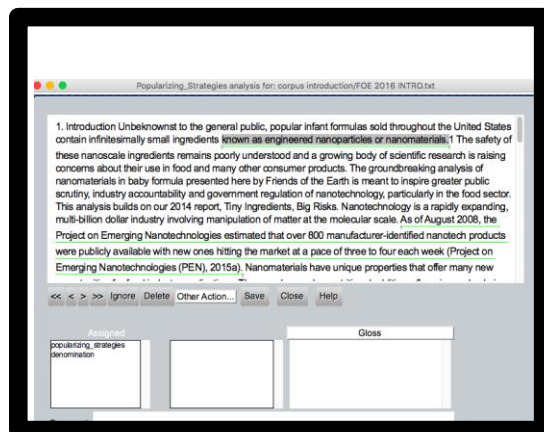 Popularizing_Strategies analysis for: corpus introduction/FOE 2016 INTRO.txt
1. Introduction Unbeknownst to the general public, popular infant formulas sold throughout the United States
contain infinitesimally small ingredients known as engineered nanoparticles or nanomaterials.1 The safety of
these nanoscale ingredients remains poorly understood and a growing body of scientific research is raising
concerns about their use in food and many other consumer products. The groundbreaking analysis of
nanomaterials in baby formula presented here by Friends of the Earth is meant to inspire greater public
scrutiny, industry accountability and government regulation of nanotechnology, particularly in the food sector.
This analysis builds on our 2014 report, Tiny Ingredients, Big Risks. Nanotechnology is a rapidly expanding,
multi-billion dollar industry involving manipulation of matter at the molecular scale. As of August 2008, the
Project on Emerging Nanotechnologies estimated that over 800 manufacturer-identified nanotech products
were publicly available with new ones hitting the market at a pace of three to four each week (Project on
Emerging Nanotechnologies (PEN), 2015a). Nanomaterials have unique properties that offer many new
<< < > >> Ignore Delete Other Action... Save Close Help
Assigned Gloss
popularizing_strategies
denomination